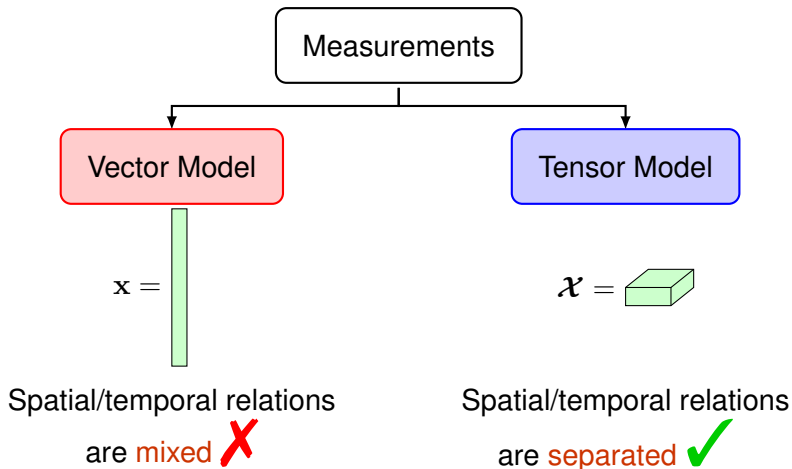 Measurements
Vector Model
Tensor Model
x =
𝓧 =
Spatial/temporal relations
are mixed ✗
Spatial/temporal relations
are separated ✓